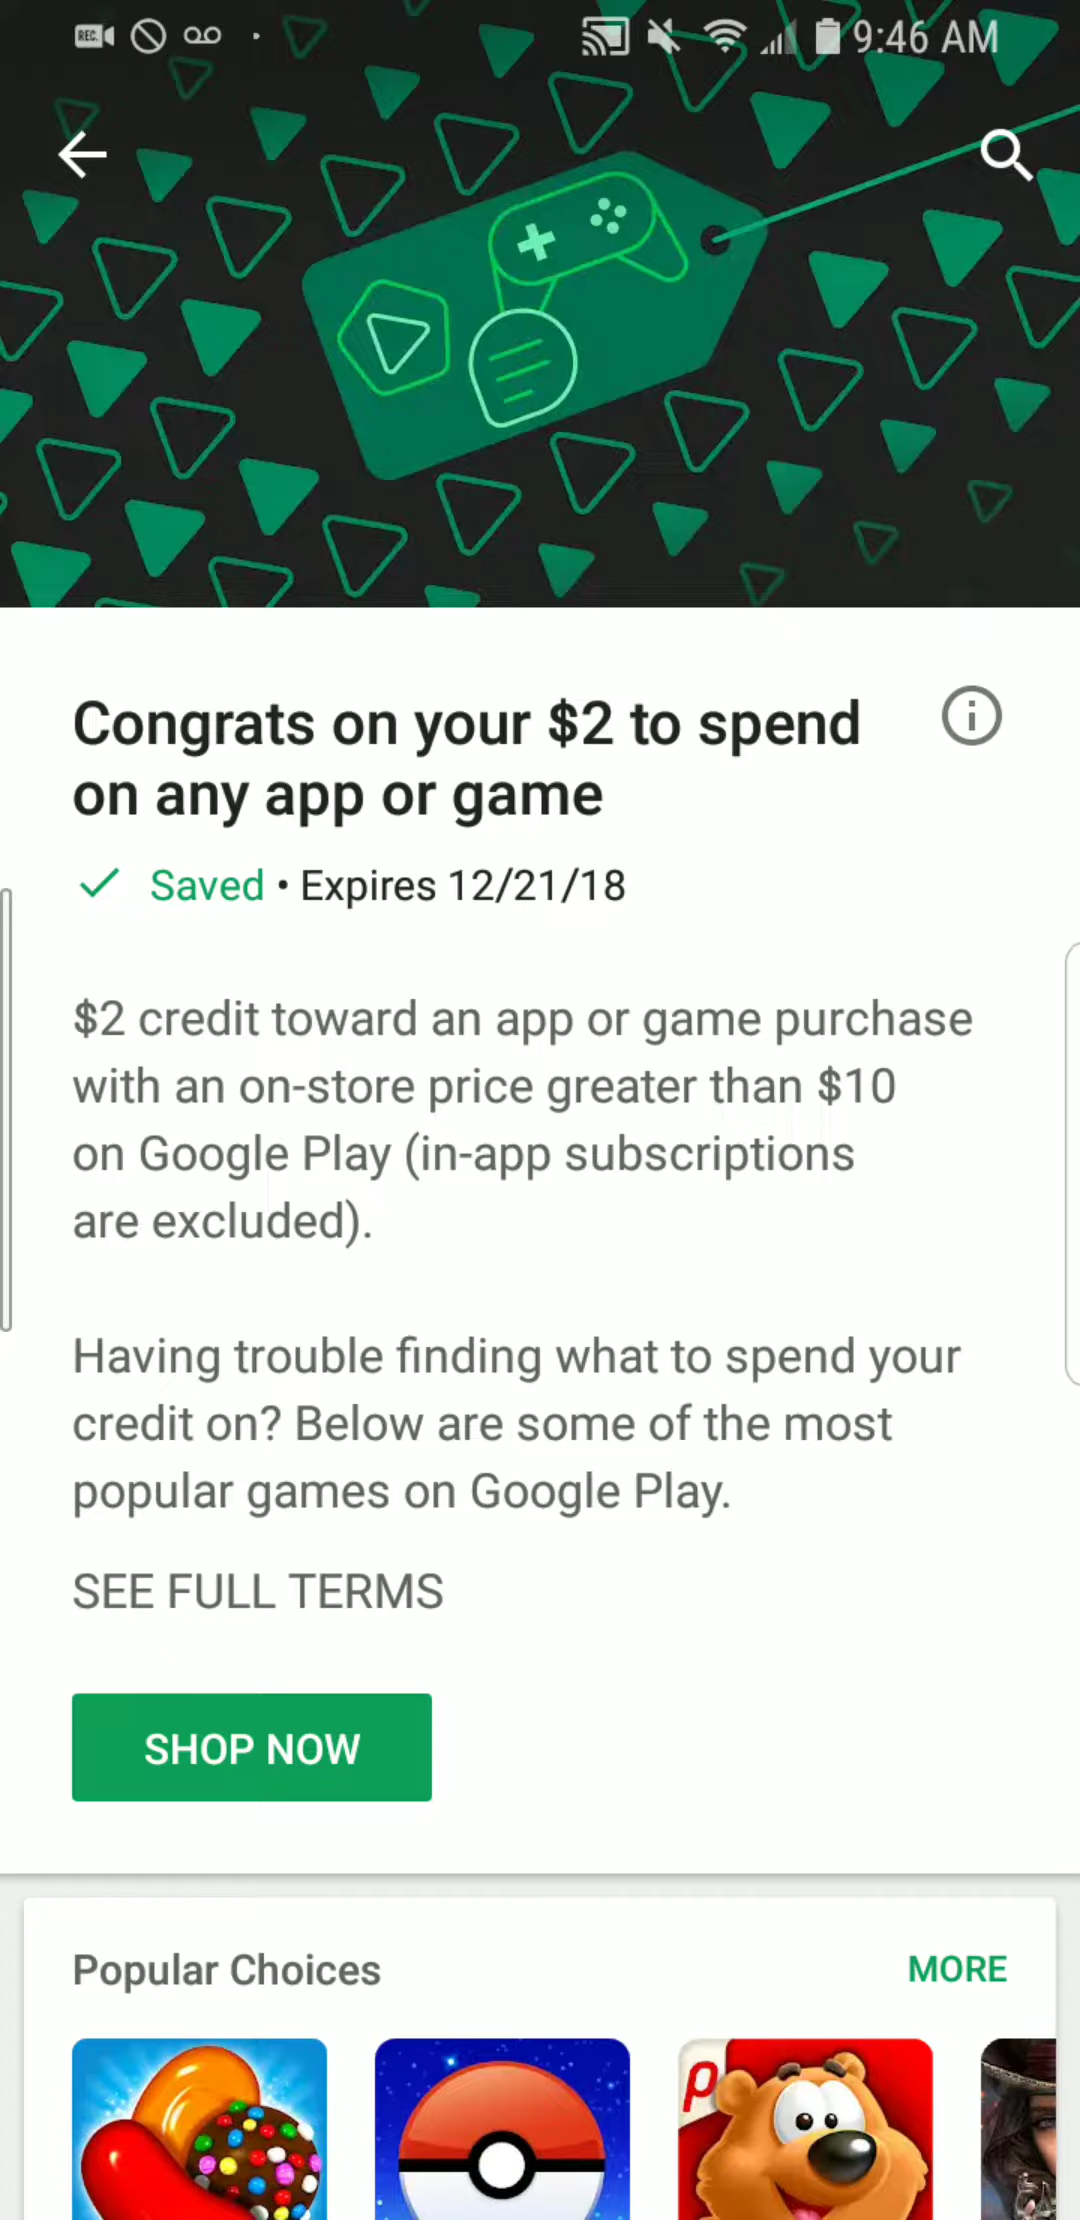 REC.
9:46 AM
Congrats on your $2 to spend
on any app or game
Saved • Expires 12/21/18
$2 credit toward an app or game purchase
with an on-store price greater than $10
on Google Play (in-app subscriptions
are excluded).
Having trouble finding what to spend your
credit on? Below are some of the most
popular games on Google Play.
SEE FULL TERMS
SHOP NOW
Popular Choices
MORE
p